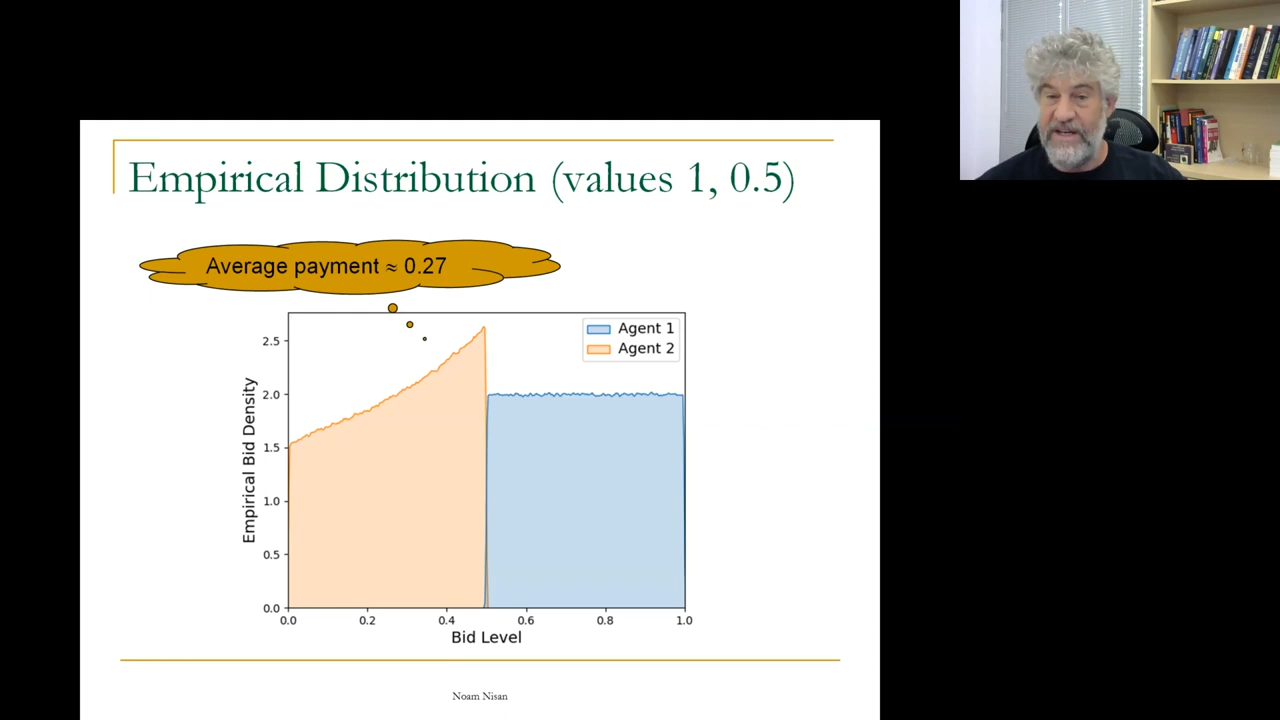 Empirical Distribution (values 1, 0.5)
Average payment ≈ 0.27
Agent 1
Agent 2
Empirical Bid Density
2.5
2.0
1.5
1.0
0.5
0.0
0.0 0.2 0.4 0.6 0.8 1.0
Bid Level
Noam Nisan